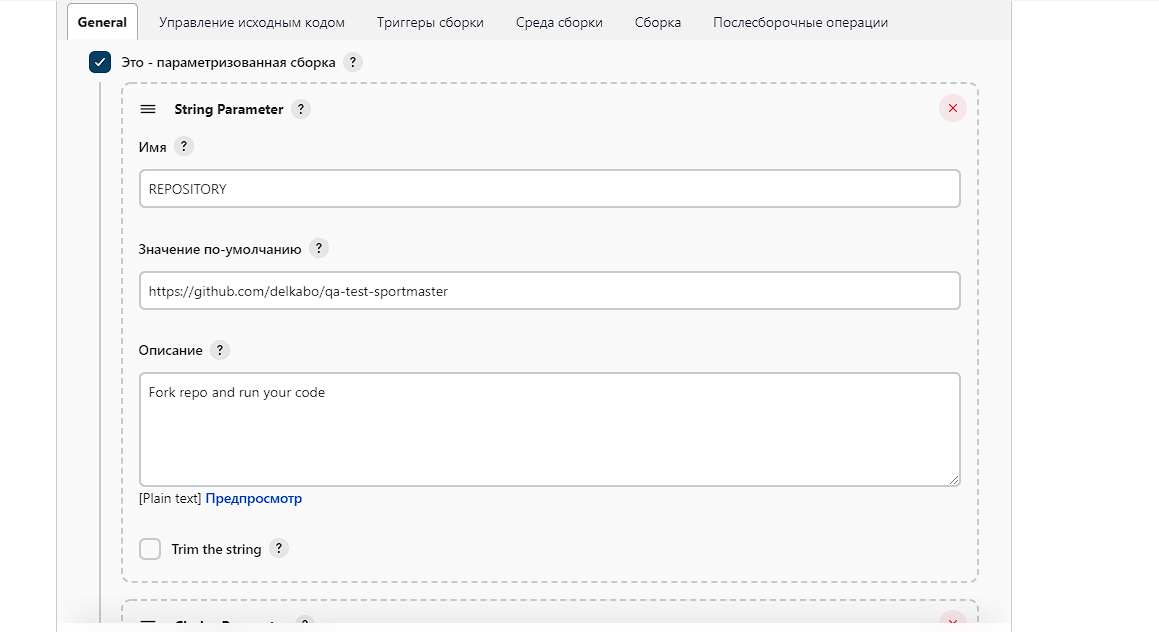 General Управление исходным кодом Триггеры сборки Среда сборки Сборка Послесборочные операции
Это - параметризованная сборка ?
String Parameter ?
Имя ?
REPOSITORY
Значение по-умолчанию ?
https://github.com/delkabo/qa-test-sportmaster
Описание ?
Fork repo and run your code
[Plain text] Предпросмотр
Trim the string ?